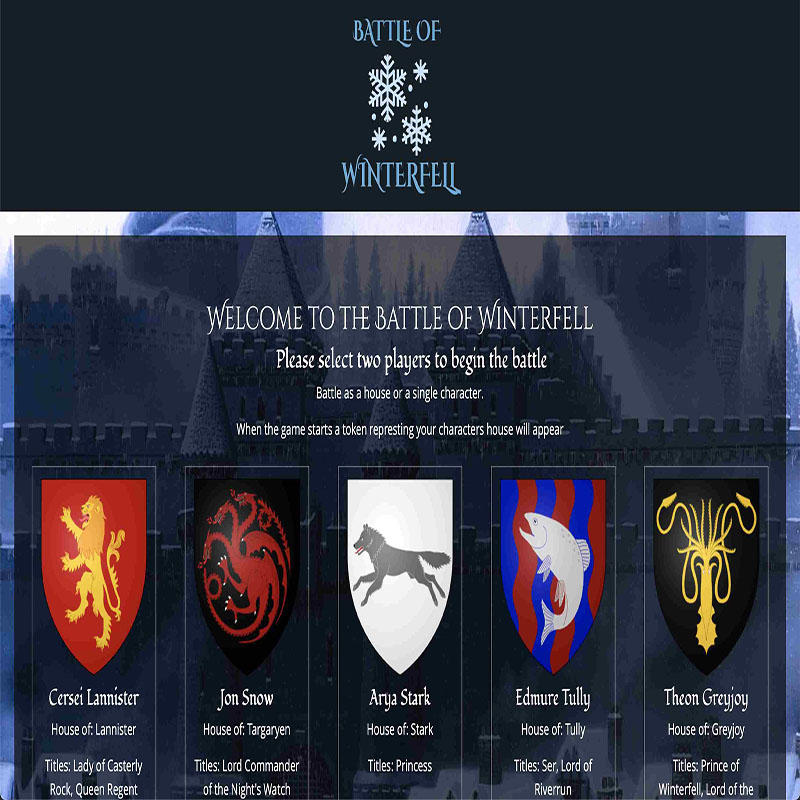 BATTLE OF
WINTERFELL
WELCOME TO THE BATTLE OF WINTERFELL
Please select two players to begin the battle
Battle as a house or a single character.
When the game starts a token represting your characters house will appear
Cersei Lannister
House of: Lannister
Titles: Lady of Casterly
Rock, Queen Regent
Jon Snow
House of: Targaryen
Titles: Lord Commander
of the Night's Watch
Arya Stark
House of: Stark
Titles: Princess
Edmure Tully
House of: Tully
Titles: Ser, Lord of
Riverrun
Theon Greyjoy
House of: Greyjoy
Titles: Prince of
Winterfell, Lord of the